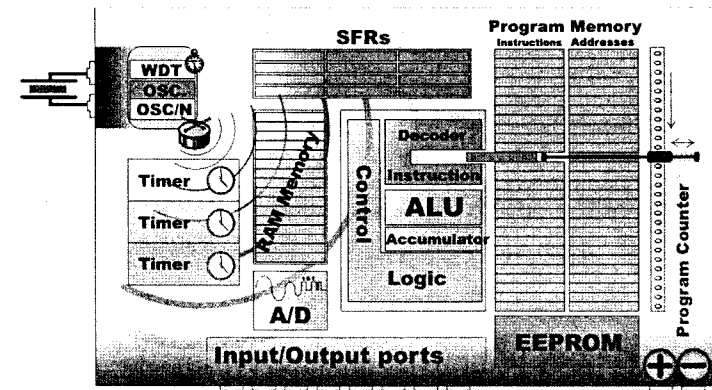 Program Memory
Instructions Addresses
SFRs
WDT
OSC.
OSC/N
Timer
Timer
Timer
RAM Memory
Control
Decoder
Instruction
ALU
Accumulator
Logic
A/D
Input/Output ports
EEPROM
Program Counter
+ −